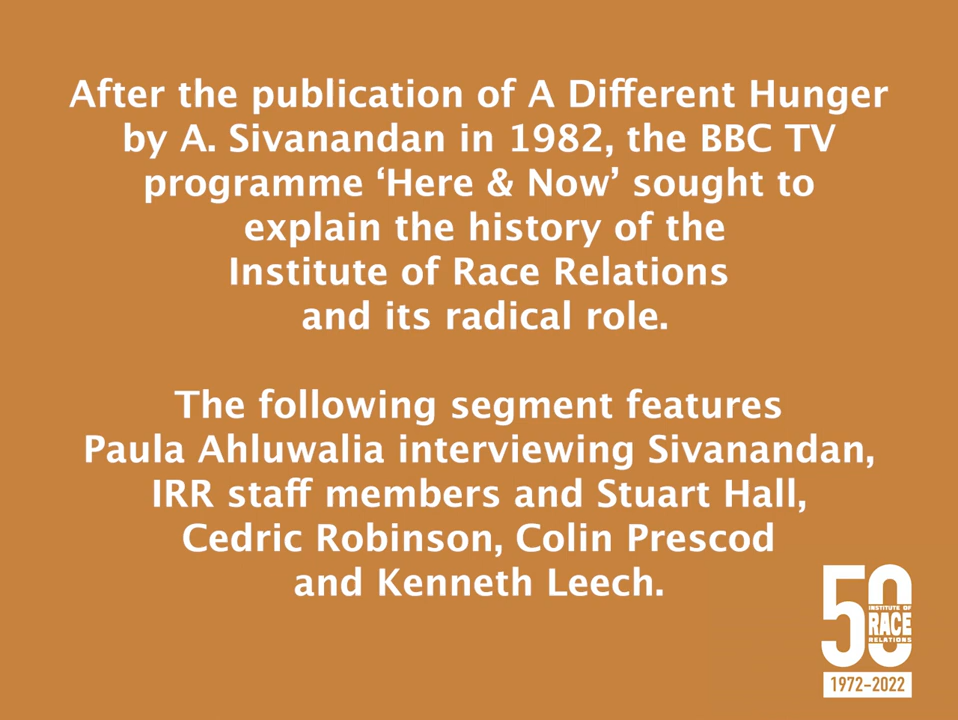 After the publication of A Different Hunger
by A. Sivanandan in 1982, the BBC TV
programme ‘Here & Now’ sought to
explain the history of the
Institute of Race Relations
and its radical role.
The following segment features
Paula Ahluwalia interviewing Sivanandan,
IRR staff members and Stuart Hall,
Cedric Robinson, Colin Prescod
and Kenneth Leech.
50
INSTITUTE OF
RACE
RELATIONS
1972-2022